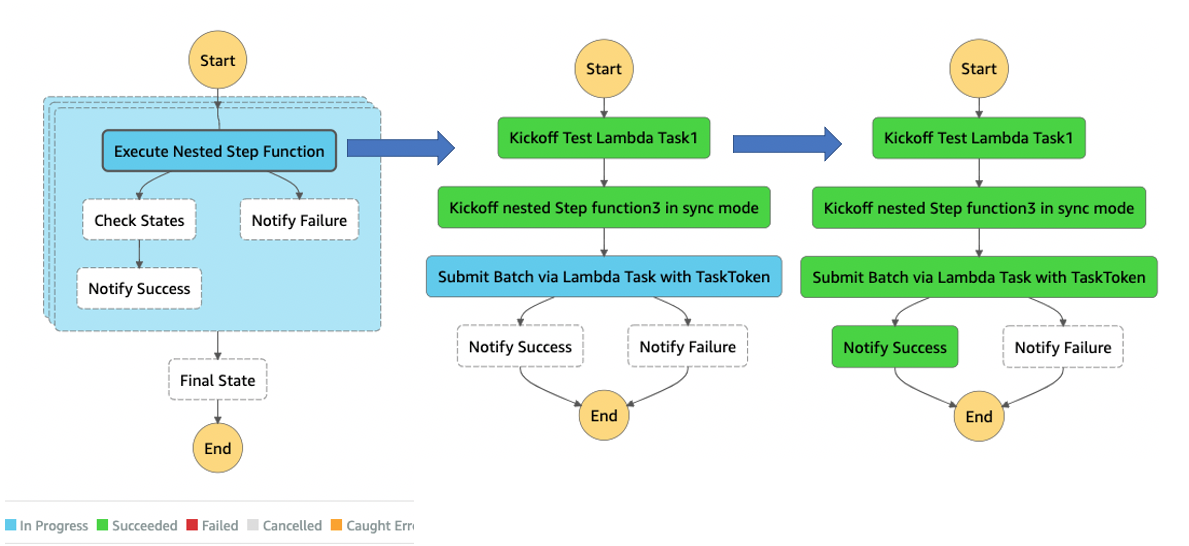 Start
Execute Nested Step Function
Check States
Notify Failure
Notify Success
Final State
End
Start
Kickoff Test Lambda Task1
Kickoff nested Step function3 in sync mode
Submit Batch via Lambda Task with TaskToken
Notify Success
Notify Failure
End
Start
Kickoff Test Lambda Task1
Kickoff nested Step function3 in sync mode
Submit Batch via Lambda Task with TaskToken
Notify Success
Notify Failure
End
In Progress
Succeeded
Failed
Cancelled
Caught Err